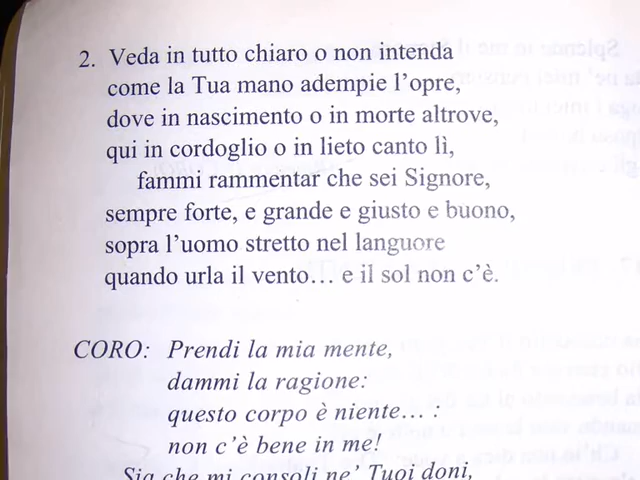 2. Veda in tutto chiaro o non intenda
come la Tua mano adempie l'opre,
dove in nascimento o in morte altrove,
qui in cordoglio o in lieto canto lì,
fammi rammentar che sei Signore,
sempre forte, e grande e giusto e buono,
sopra l'uomo stretto nel languore
quando urla il vento… e il sol non c'è.
CORO: Prendi la mia mente,
dammi la ragione:
questo corpo è niente… :
non c'è bene in me!
Sia che mi consoli ne' Tuoi doni,